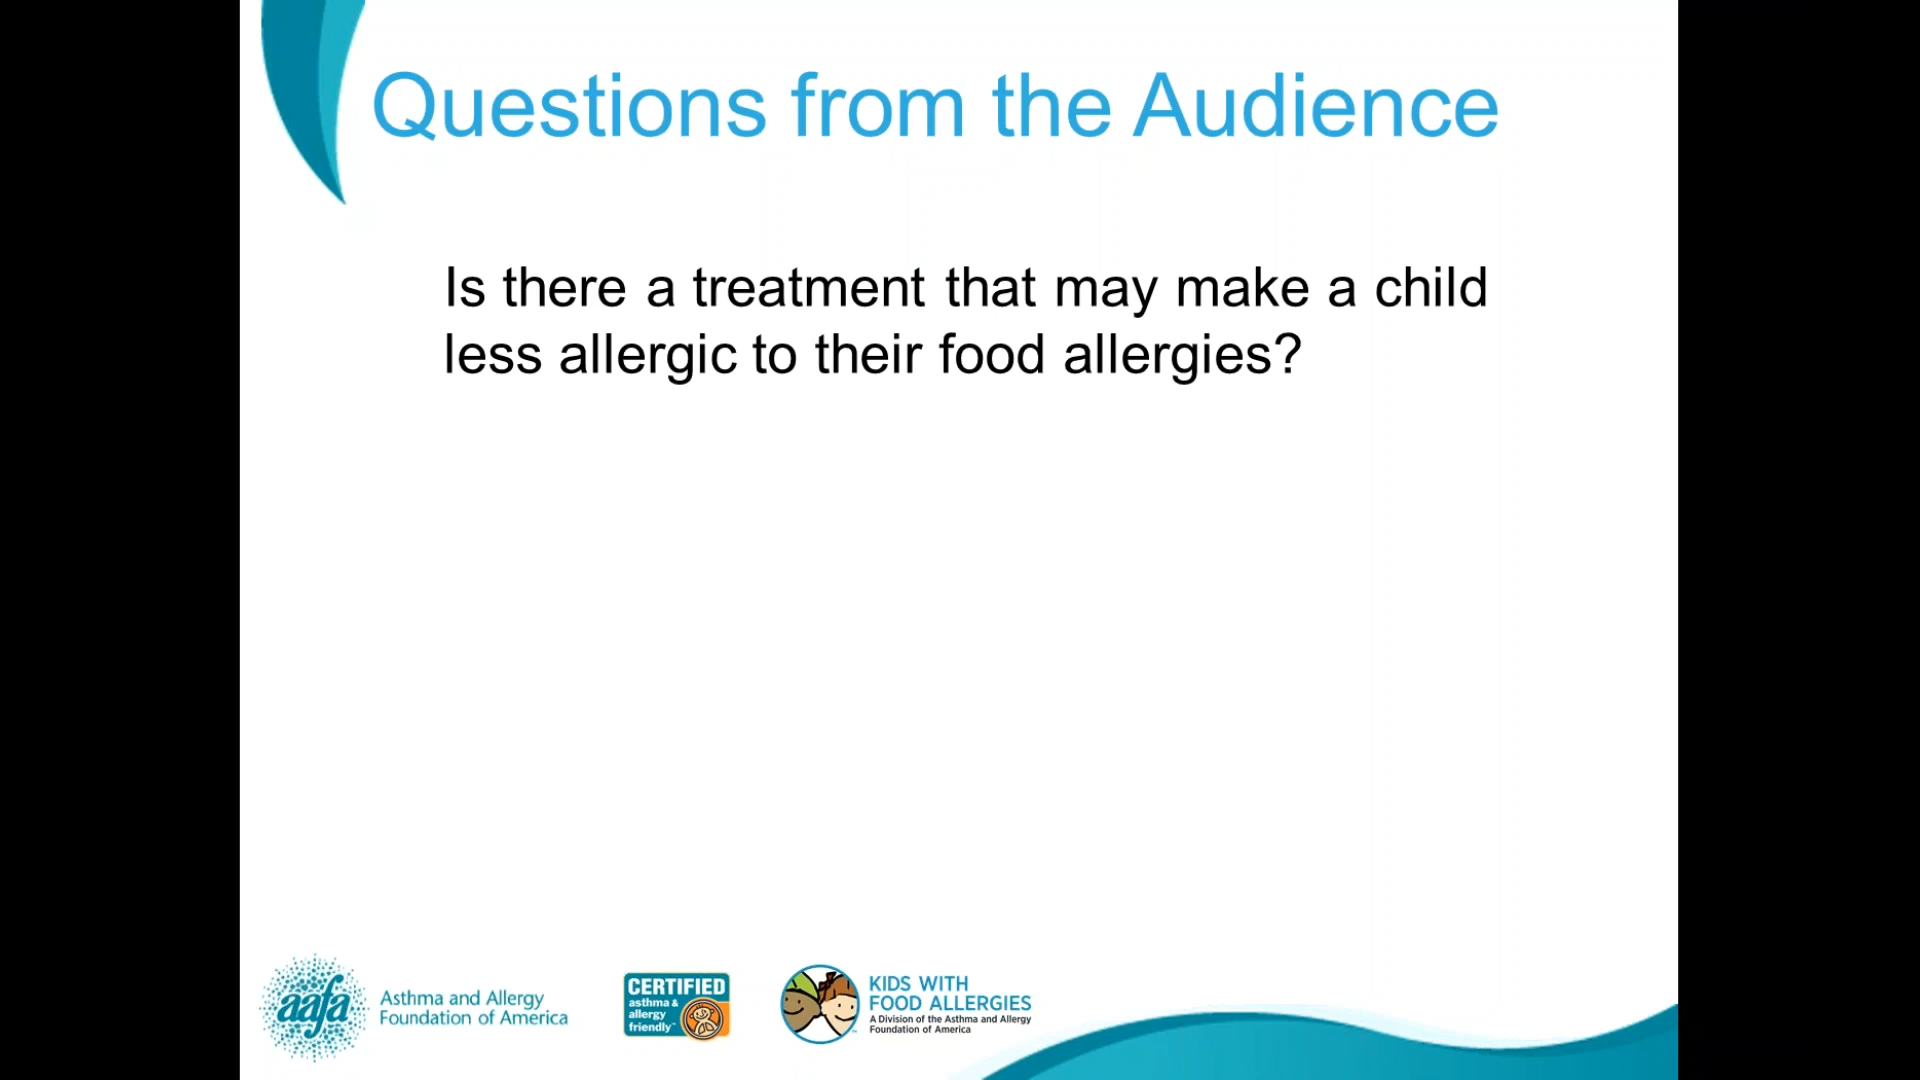 Questions from the Audience
Is there a treatment that may make a child
less allergic to their food allergies?
aafa
Asthma and Allergy
Foundation of America
CERTIFIED
asthma &
allergy
friendly™
KIDS WITH
FOOD ALLERGIES
A Division of the Asthma and Allergy
Foundation of America